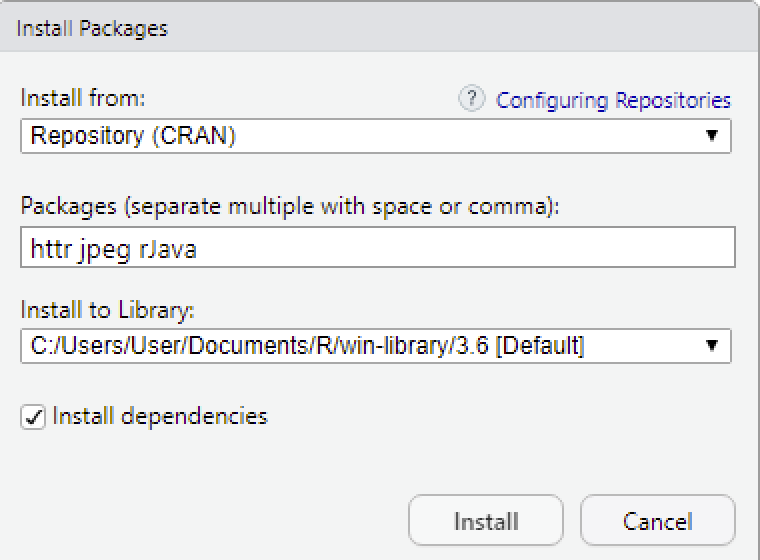 Install Packages
Install from:
? Configuring Repositories
Repository (CRAN)
Packages (separate multiple with space or comma):
httr jpeg rJava
Install to Library:
C:/Users/User/Documents/R/win-library/3.6 [Default]
Install dependencies
Install Cancel